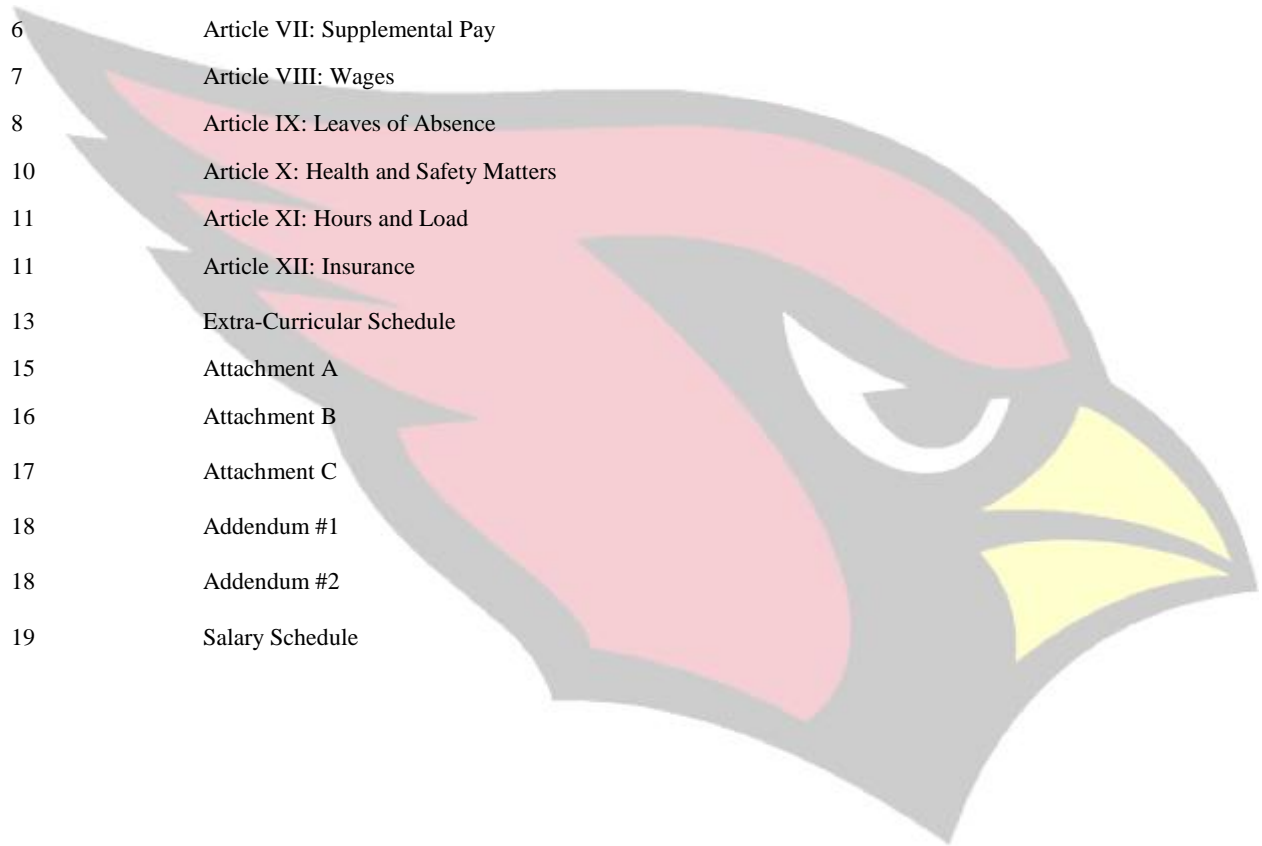 6 Article VII: Supplemental Pay
7 Article VIII: Wages
8 Article IX: Leaves of Absence
10 Article X: Health and Safety Matters
11 Article XI: Hours and Load
11 Article XII: Insurance
13 Extra-Curricular Schedule
15 Attachment A
16 Attachment B
17 Attachment C
18 Addendum #1
18 Addendum #2
19 Salary Schedule